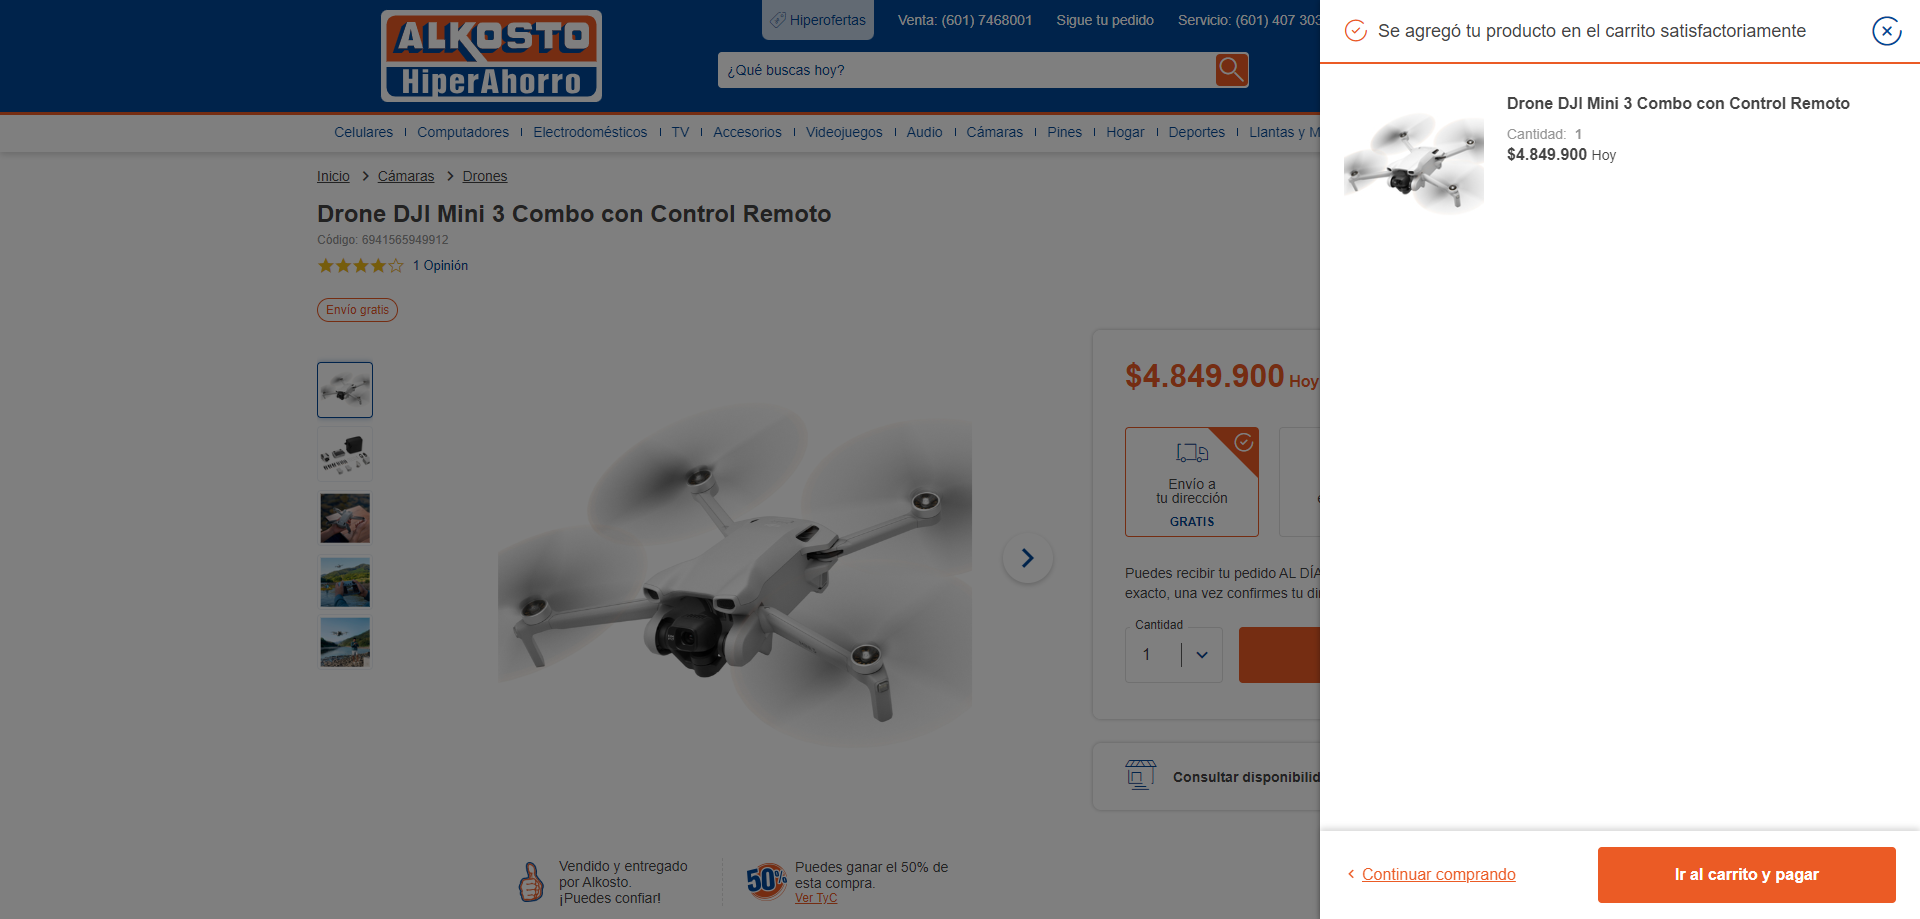 ALKOSTO
HiperAhorro
Hiperofertas
Venta: (601) 7468001
Sigue tu pedido
Servicio: (601) 407 303
¿Qué buscas hoy?
Celulares
Computadores
Electrodomésticos
TV
Accesorios
Videojuegos
Audio
Cámaras
Pines
Hogar
Deportes
Llantas y M
Inicio > Cámaras > Drones
Drone DJI Mini 3 Combo con Control Remoto
Código: 6941565949912
1 Opinión
Envío gratis
$4.849.900 Hoy
Envío a
tu dirección
GRATIS
Puedes recibir tu pedido AL DÍA
exacto, una vez confirmes tu di
Cantidad
1
Consultar disponibilid
Vendido y entregado
por Alkosto.
¡Puedes confiar!
50%
Puedes ganar el 50% de
esta compra.
Ver TyC
Se agregó tu producto en el carrito satisfactoriamente
Drone DJI Mini 3 Combo con Control Remoto
Cantidad: 1
$4.849.900 Hoy
Continuar comprando
Ir al carrito y pagar